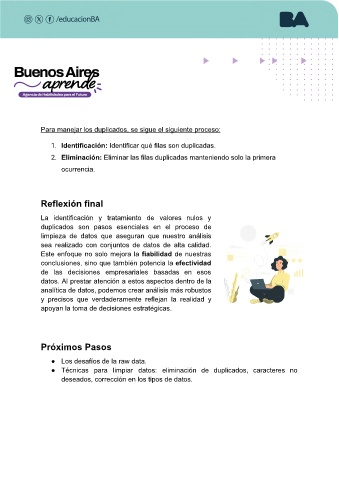 /educacionBA
BA
Buenos Aires
aprende
Agencia de Habilidades para el Futuro
Para manejar los duplicados, se sigue el siguiente proceso:
1. Identificación: Identificar qué filas son duplicadas.
2. Eliminación: Eliminar las filas duplicadas manteniendo solo la primera
ocurrencia.
Reflexión final
La identificación y tratamiento de valores nulos y
duplicados son pasos esenciales en el proceso de
limpieza de datos que aseguran que nuestro análisis
sea realizado con conjuntos de datos de alta calidad.
Este enfoque no solo mejora la fiabilidad de nuestras
conclusiones, sino que también potencia la efectividad
de las decisiones empresariales basadas en esos
datos. Al prestar atención a estos aspectos dentro de la
analítica de datos, podemos crear análisis más robustos
y precisos que verdaderamente reflejan la realidad y
apoyan la toma de decisiones estratégicas.
Próximos Pasos
● Los desafíos de la raw data.
● Técnicas para limpiar datos: eliminación de duplicados, caracteres no
deseados, corrección en los tipos de datos.